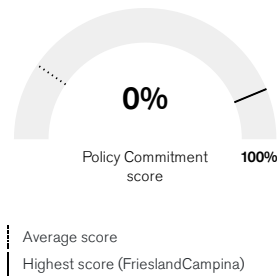 0%
Policy Commitment
score
100%
Average score
Highest score (FrieslandCampina)